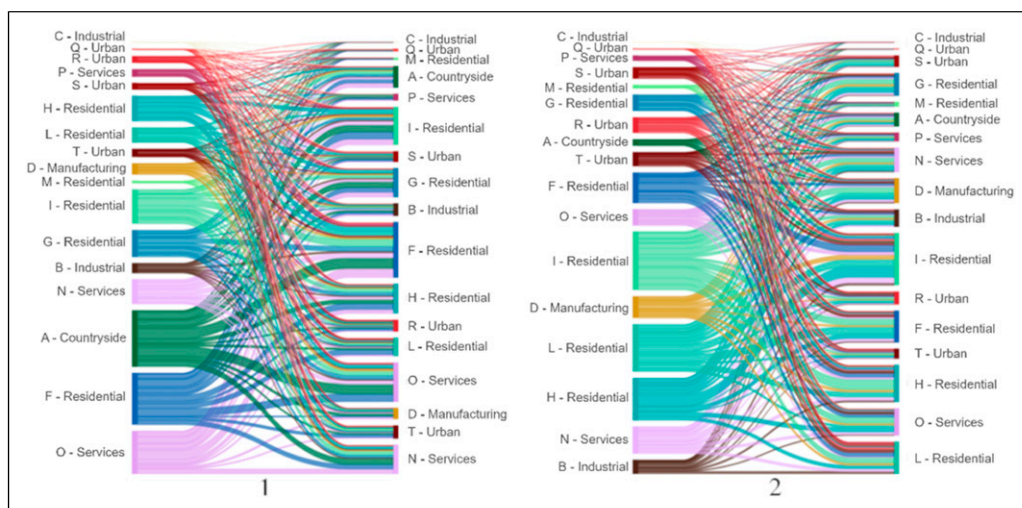 C - Industrial
Q - Urban
R - Urban
P - Services
S - Urban
H - Residential
L - Residential
T - Urban
D - Manufacturing
M - Residential
I - Residential
G - Residential
B - Industrial
N - Services
A - Countryside
F - Residential
O - Services
C - Industrial
Q - Urban
M - Residential
A - Countryside
P - Services
I - Residential
S - Urban
G - Residential
B - Industrial
F - Residential
H - Residential
R - Urban
L - Residential
O - Services
D - Manufacturing
T - Urban
N - Services
1
C - Industrial
Q - Urban
P - Services
S - Urban
M - Residential
G - Residential
R - Urban
A - Countryside
T - Urban
F - Residential
O - Services
I - Residential
D - Manufacturing
L - Residential
H - Residential
N - Services
B - Industrial
C - Industrial
Q - Urban
S - Urban
G - Residential
M - Residential
A - Countryside
P - Services
N - Services
D - Manufacturing
B - Industrial
I - Residential
R - Urban
F - Residential
T - Urban
H - Residential
O - Services
L - Residential
2